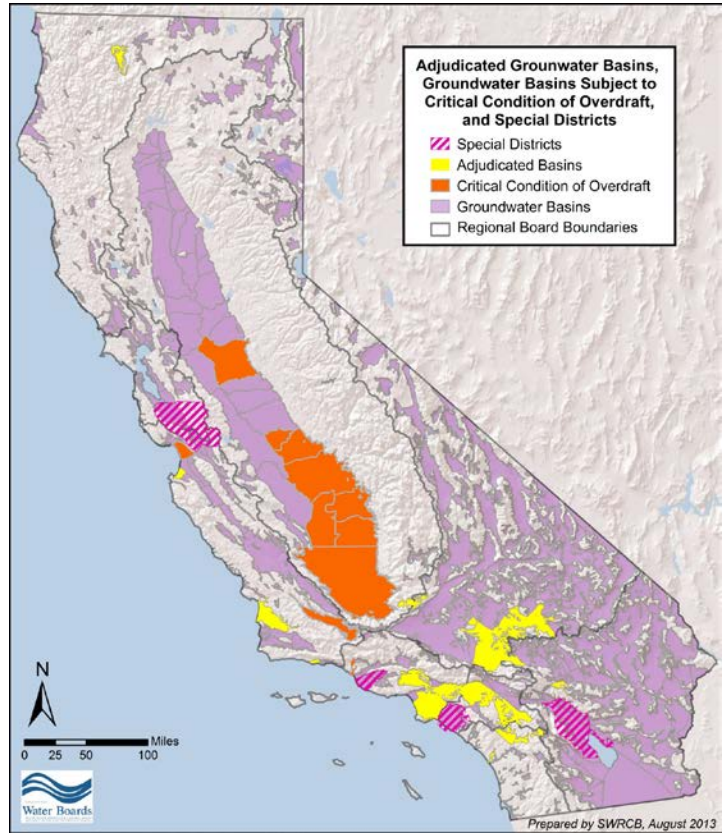 Adjudicated Grounwater Basins,
Groundwater Basins Subject to
Critical Condition of Overdraft,
and Special Districts
Special Districts
Adjudicated Basins
Critical Condition of Overdraft
Groundwater Basins
Regional Board Boundaries
N
Miles
0 25 50 100
Water Boards
Prepared by SWRCB, August 2013